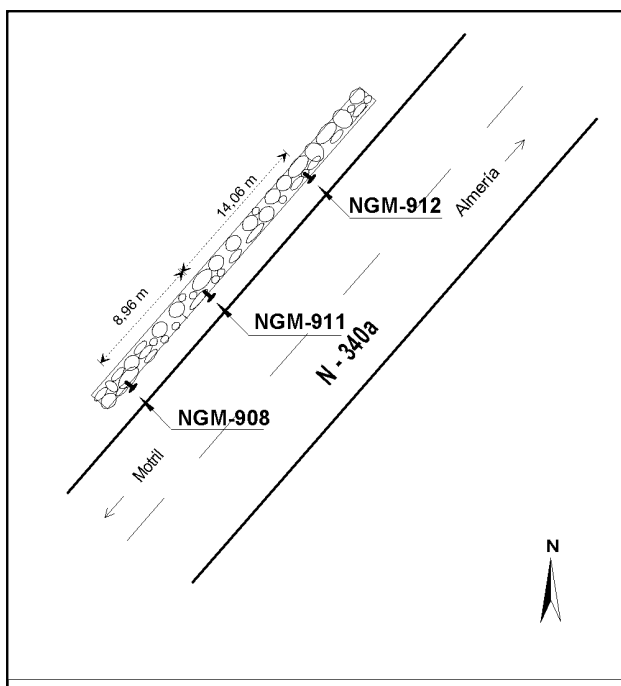 14,06 m
NGM-912
Almería
8,96 m
NGM-911
N - 340a
NGM-908
Motril
N